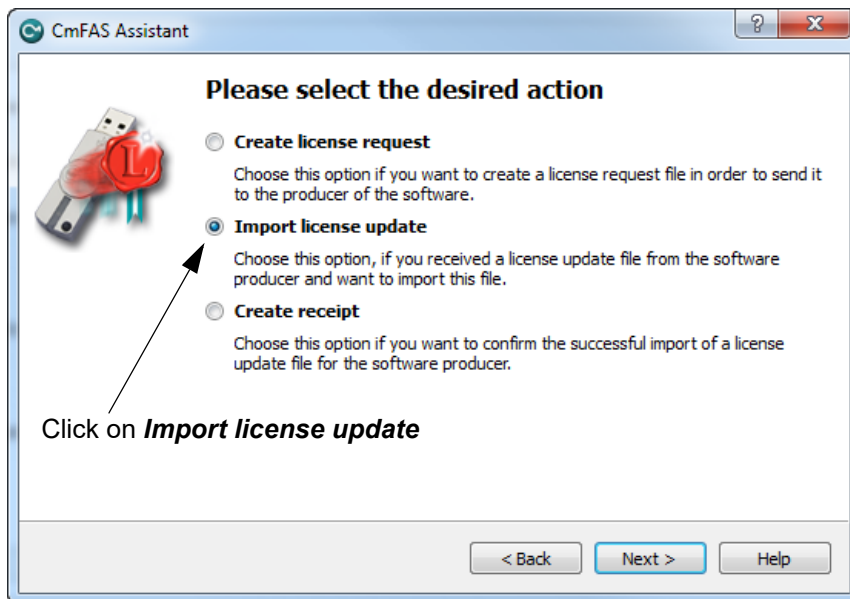 CmFAS Assistant
Please select the desired action
Create license request
Choose this option if you want to create a license request file in order to send it
to the producer of the software.
Import license update
Choose this option, if you received a license update file from the software
producer and want to import this file.
Create receipt
Choose this option if you want to confirm the successful import of a license
update file for the software producer.
Click on Import license update
< Back Next > Help